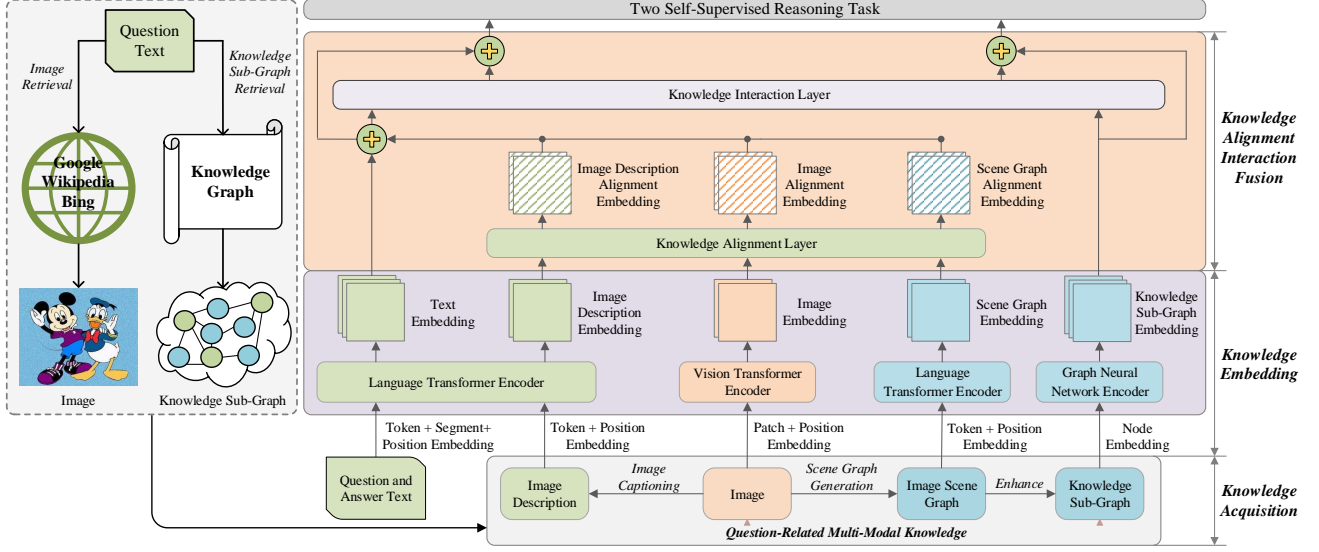 Two Self-Supervised Reasoning Task
Question
Text
Image
Retrieval
Knowledge
Sub-Graph
Retrieval
Google
Wikipedia
Bing
Knowledge
Graph
Image
Knowledge Sub-Graph
Knowledge Interaction Layer
Image Description
Alignment
Embedding
Image
Alignment
Embedding
Scene Graph
Alignment
Embedding
Knowledge Alignment Layer
Knowledge
Alignment
Interaction
Fusion
Text
Embedding
Image
Description
Embedding
Image
Embedding
Scene Graph
Embedding
Knowledge
Sub-Graph
Embedding
Language Transformer Encoder
Vision Transformer
Encoder
Language
Transformer Encoder
Graph Neural
Network Encoder
Knowledge
Embedding
Token + Segment+
Position Embedding
Token + Position
Embedding
Patch + Position
Embedding
Token + Position
Embedding
Node
Embedding
Question and
Answer Text
Image
Description
Image
Captioning
Image
Scene Graph
Generation
Image Scene
Graph
Enhance
Knowledge
Sub-Graph
Question-Related Multi-Modal Knowledge
Knowledge
Acquisition